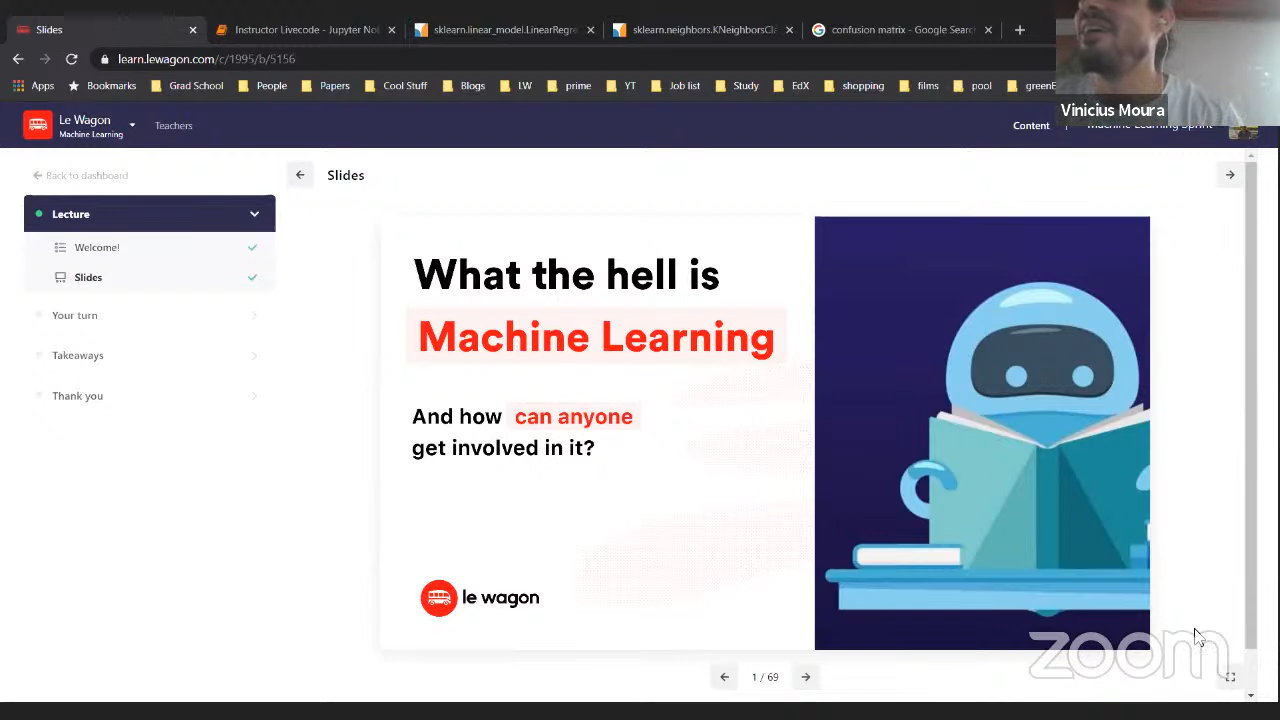 Slides
Instructor Livecode - Jupyter No
sklearn.linear_model.LinearRegre
sklearn.neighbors.KNeighborsCl
confusion matrix - Google Searc
learn.lewagon.com/c/1995/b/5156
Apps
Bookmarks
Grad School
People
Papers
Cool Stuff
Blogs
LW
prime
YT
Job list
Study
EdX
shopping
films
pool
greenE
Vinicius Moura
Le Wagon
Machine Learning
Teachers
Content
Machine Learning Sprint
Back to dashboard
Slides
Lecture
Welcome!
Slides
Your turn
Takeaways
Thank you
What the hell is
Machine Learning
And how can anyone
get involved in it?
le wagon
zoom
1 / 69